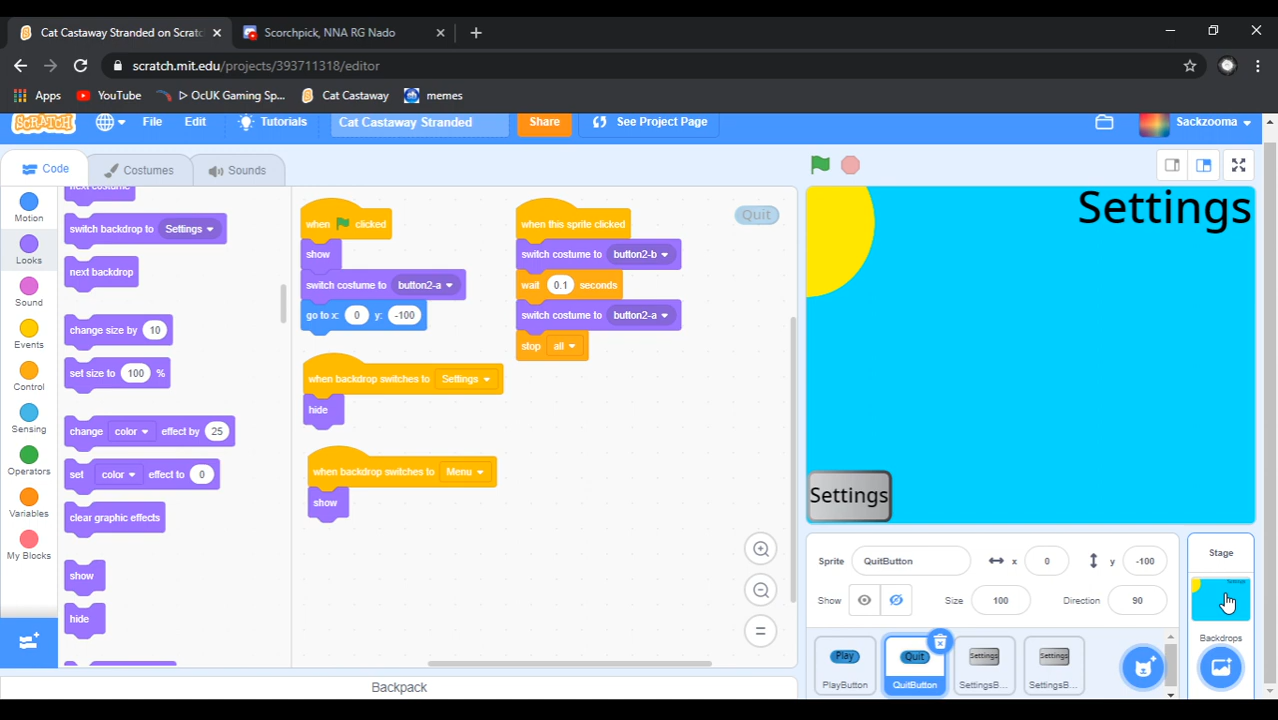 Cat Castaway Stranded on Scratc
Scorchpick, NNA RG Nado
scratch.mit.edu/projects/393711318/editor
Apps
YouTube
▷ OcUK Gaming Sp...
Cat Castaway
memes
SCRATCH
File
Edit
Tutorials
Cat Castaway Stranded
Share
See Project Page
Sackzooma
Code
Costumes
Sounds
Motion
Looks
Sound
Events
Control
Sensing
Operators
Variables
My Blocks
next costume
switch backdrop to Settings
next backdrop
change size by 10
set size to 100 %
change color effect by 25
set color effect to 0
clear graphic effects
show
hide
when clicked
show
switch costume to button2-a
go to x: 0 y: -100
when backdrop switches to Settings
hide
when backdrop switches to Menu
show
when this sprite clicked
switch costume to button2-b
wait 0.1 seconds
switch costume to button2-a
stop all
Quit
Settings
Settings
Sprite QuitButton x 0 y -100
Show Size 100 Direction 90
Play
PlayButton
Quit
QuitButton
Settings
SettingsB...
Settings
SettingsB...
Stage
Backdrops
Backpack